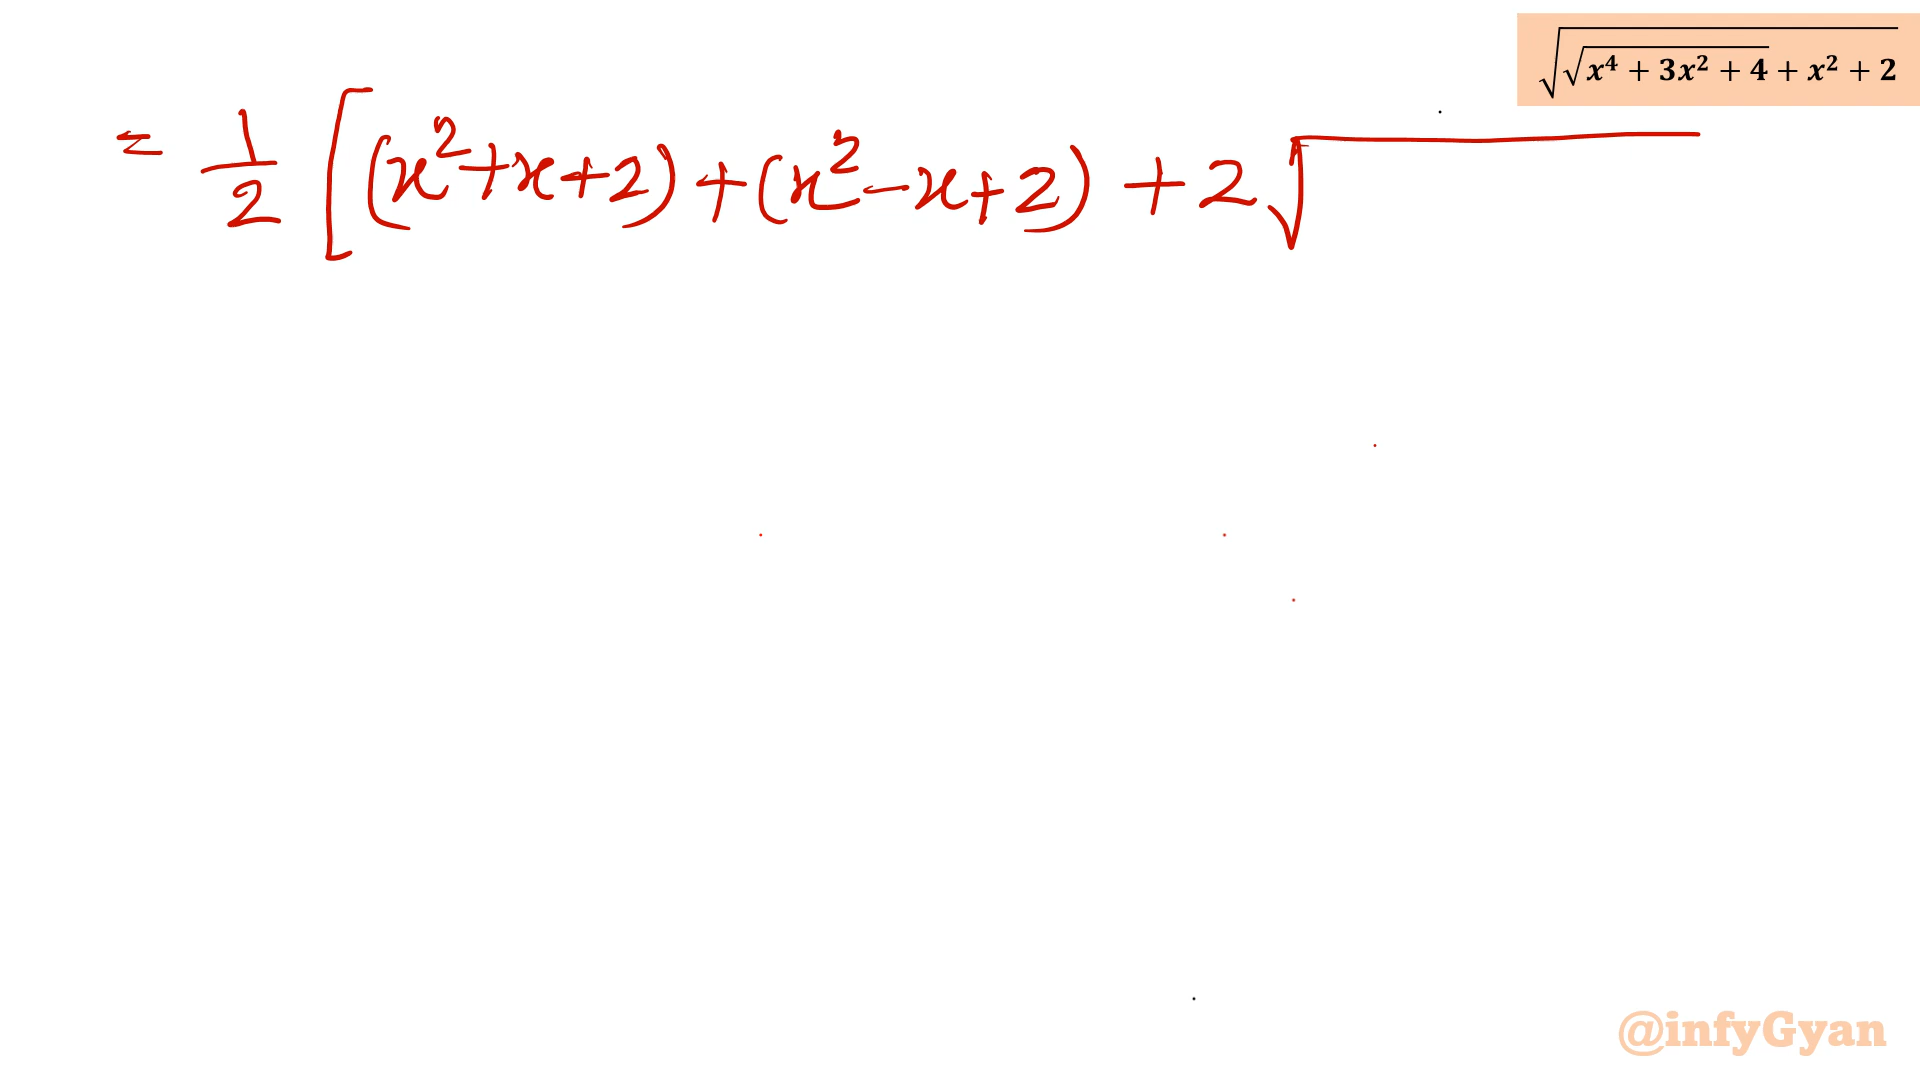 √(√(x⁴ + 3x² + 4) + x² + 2)
= 1/2 [(x²+x+2)+(x²-x+2) + 2√
@infyGyan